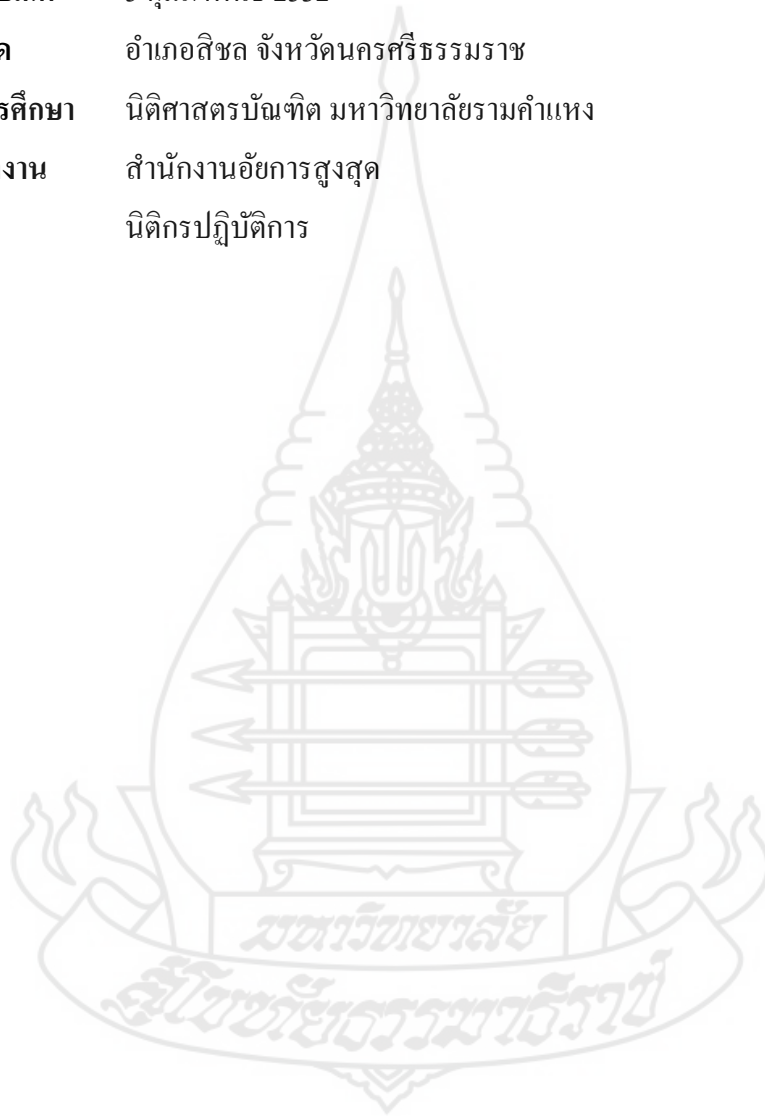 ด อำเภอสิชล จังหวัดนครศรีธรรมราช
รศึกษา นิติศาสตรบัณฑิต มหาวิทยาลัยรามคำแหง
งาน สำนักงานอัยการสูงสุด
นิติกรปฏิบัติการ
มหาวิทยาลัย
สุโขทัยธรรมาธิราช